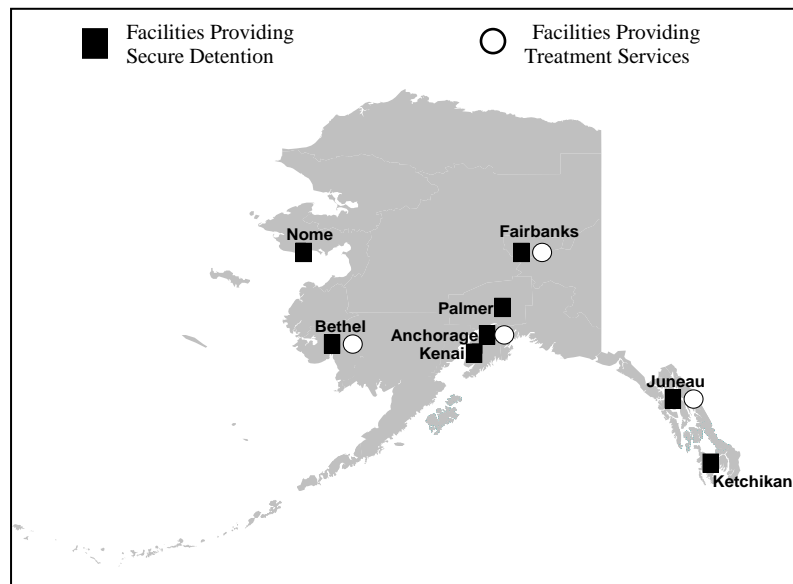 Facilities Providing
Secure Detention
Facilities Providing
Treatment Services
Nome
Fairbanks
Palmer
Bethel
Anchorage
Kenai
Juneau
Ketchikan